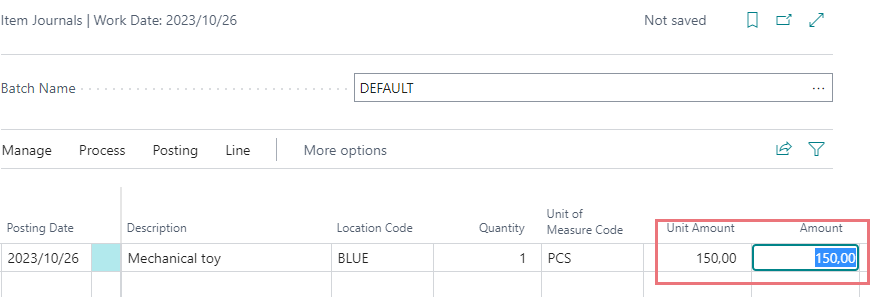 Item Journals | Work Date: 2023/10/26
Not saved
Batch Name
DEFAULT
Manage Process Posting Line More options
Posting Date Description Location Code Quantity Unit of Measure Code Unit Amount Amount
2023/10/26 Mechanical toy BLUE 1 PCS 150,00 150,00